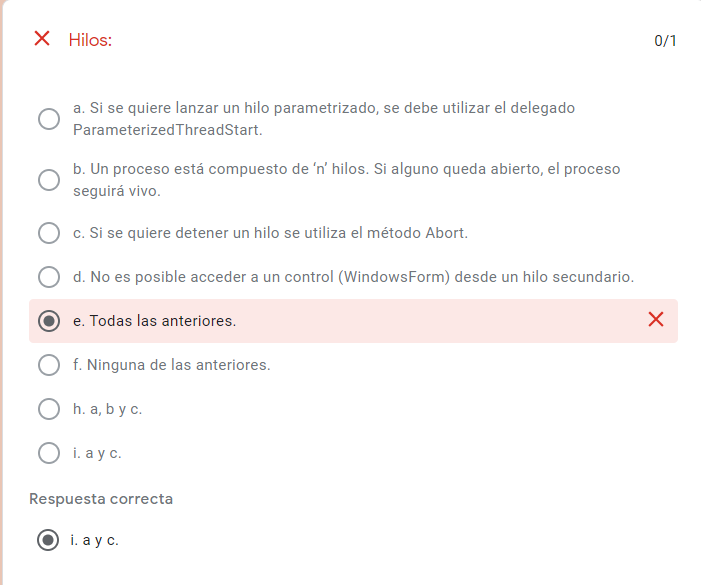 Hilos:
0/1
a. Si se quiere lanzar un hilo parametrizado, se debe utilizar el delegado
ParameterizedThreadStart.
b. Un proceso está compuesto de ‘n’ hilos. Si alguno queda abierto, el proceso
seguirá vivo.
c. Si se quiere detener un hilo se utiliza el método Abort.
d. No es posible acceder a un control (WindowsForm) desde un hilo secundario.
e. Todas las anteriores.
f. Ninguna de las anteriores.
h. a, b y c.
i. a y c.
Respuesta correcta
i. a y c.